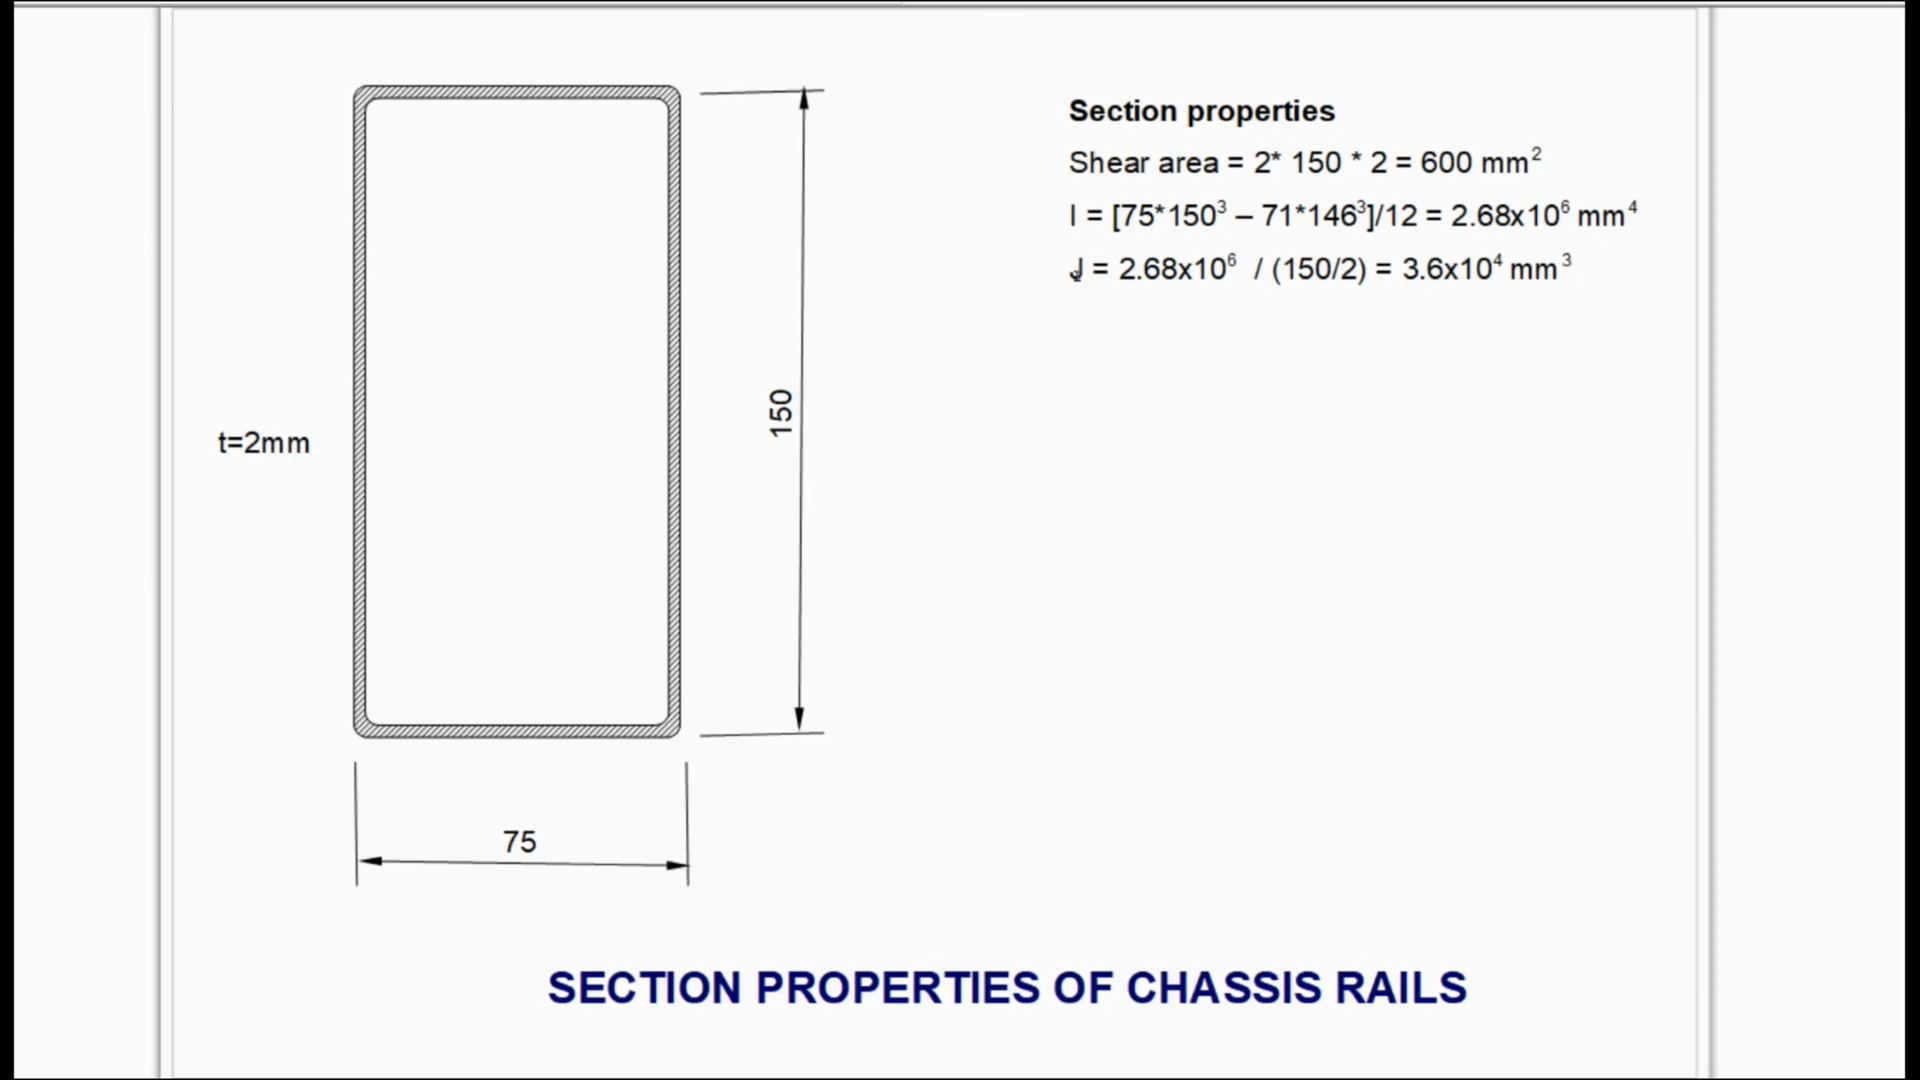 Section properties
Shear area = 2* 150 * 2 = 600 mm²
I = [75*150³ – 71*146³]/12 = 2.68x10⁶ mm⁴
J = 2.68x10⁶ / (150/2) = 3.6x10⁴ mm³
150
t=2mm
75
SECTION PROPERTIES OF CHASSIS RAILS